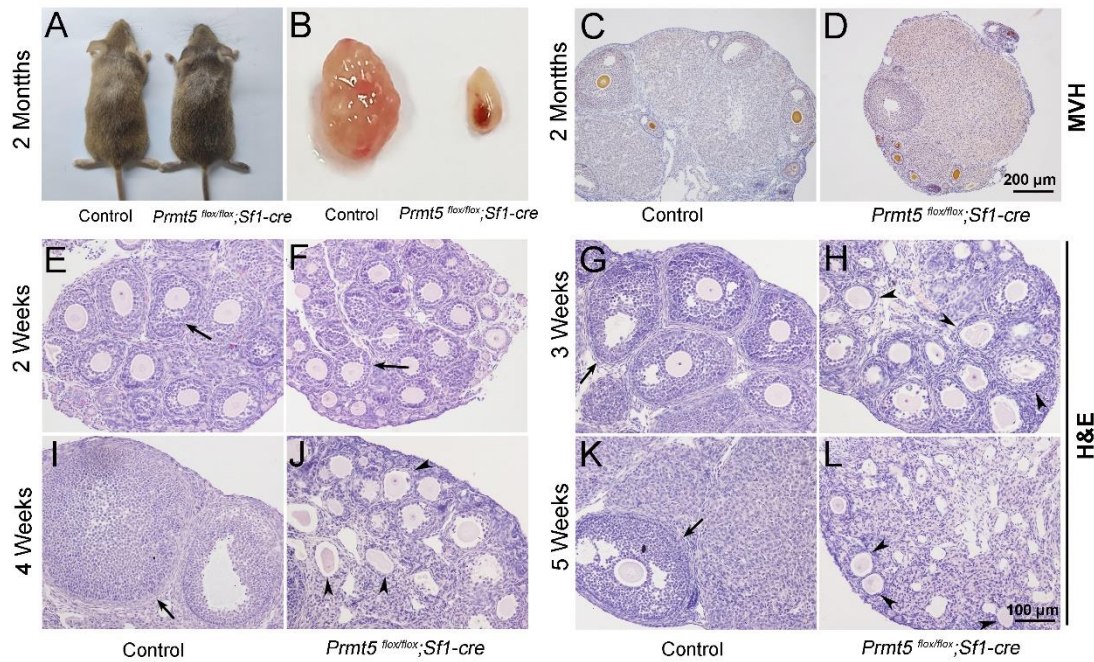 A
B
C
D
2 Montths
2 Months
MVH
200 µm
Control
Prmt5 flox/flox;Sf1-cre
Control
Prmt5 flox/flox;Sf1-cre
Control
Prmt5 flox/flox;Sf1-cre
E
F
G
H
2 Weeks
3 Weeks
H&E
I
J
K
L
4 Weeks
5 Weeks
100 µm
Control
Prmt5 flox/flox;Sf1-cre
Control
Prmt5 flox/flox;Sf1-cre